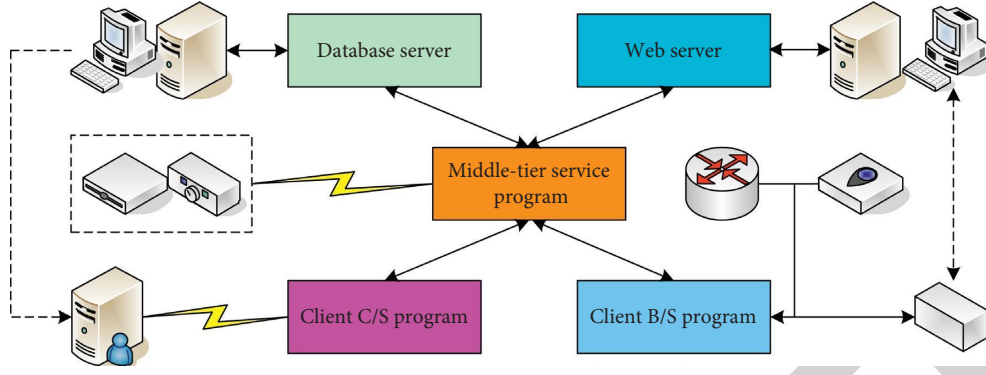 Database server
Web server
Middle-tier service
program
Client C/S program
Client B/S program